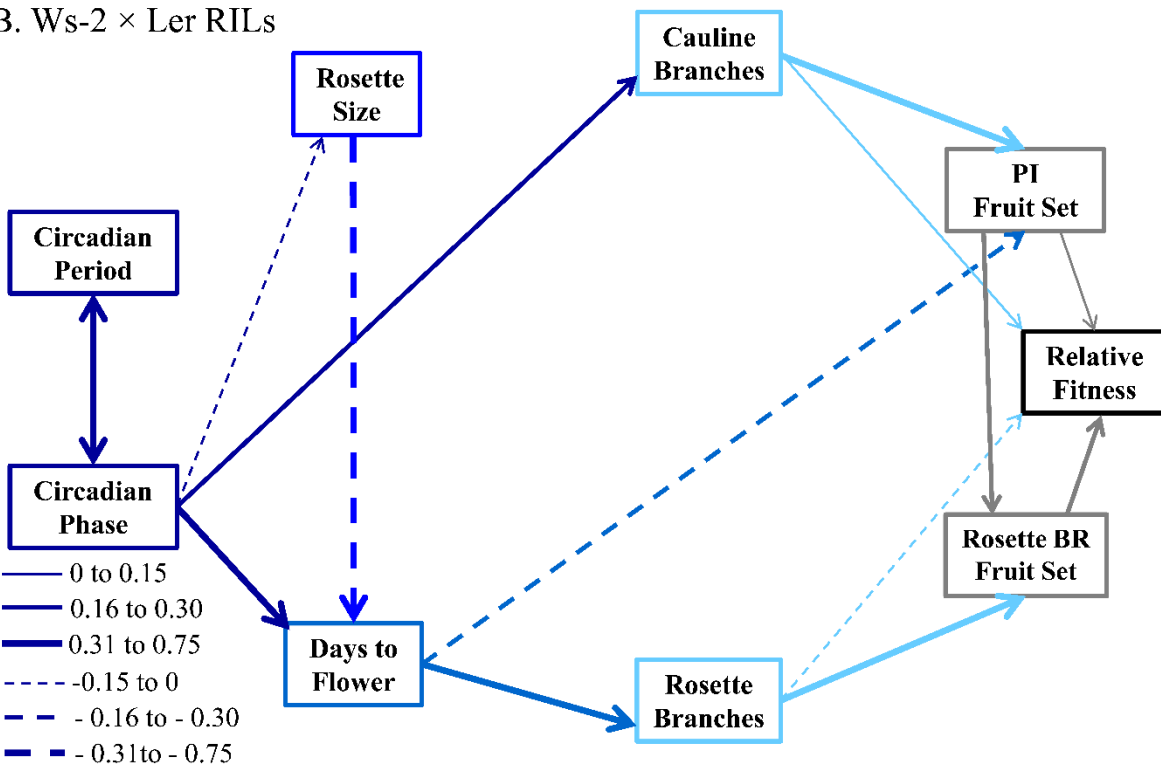 B. Ws-2 × Ler RILs
Rosette
Size
Cauline
Branches
PI
Fruit Set
Circadian
Period
Relative
Fitness
Circadian
Phase
Rosette BR
Fruit Set
Days to
Flower
Rosette
Branches
0 to 0.15
0.16 to 0.30
0.31 to 0.75
-0.15 to 0
- 0.16 to - 0.30
- 0.31to - 0.75